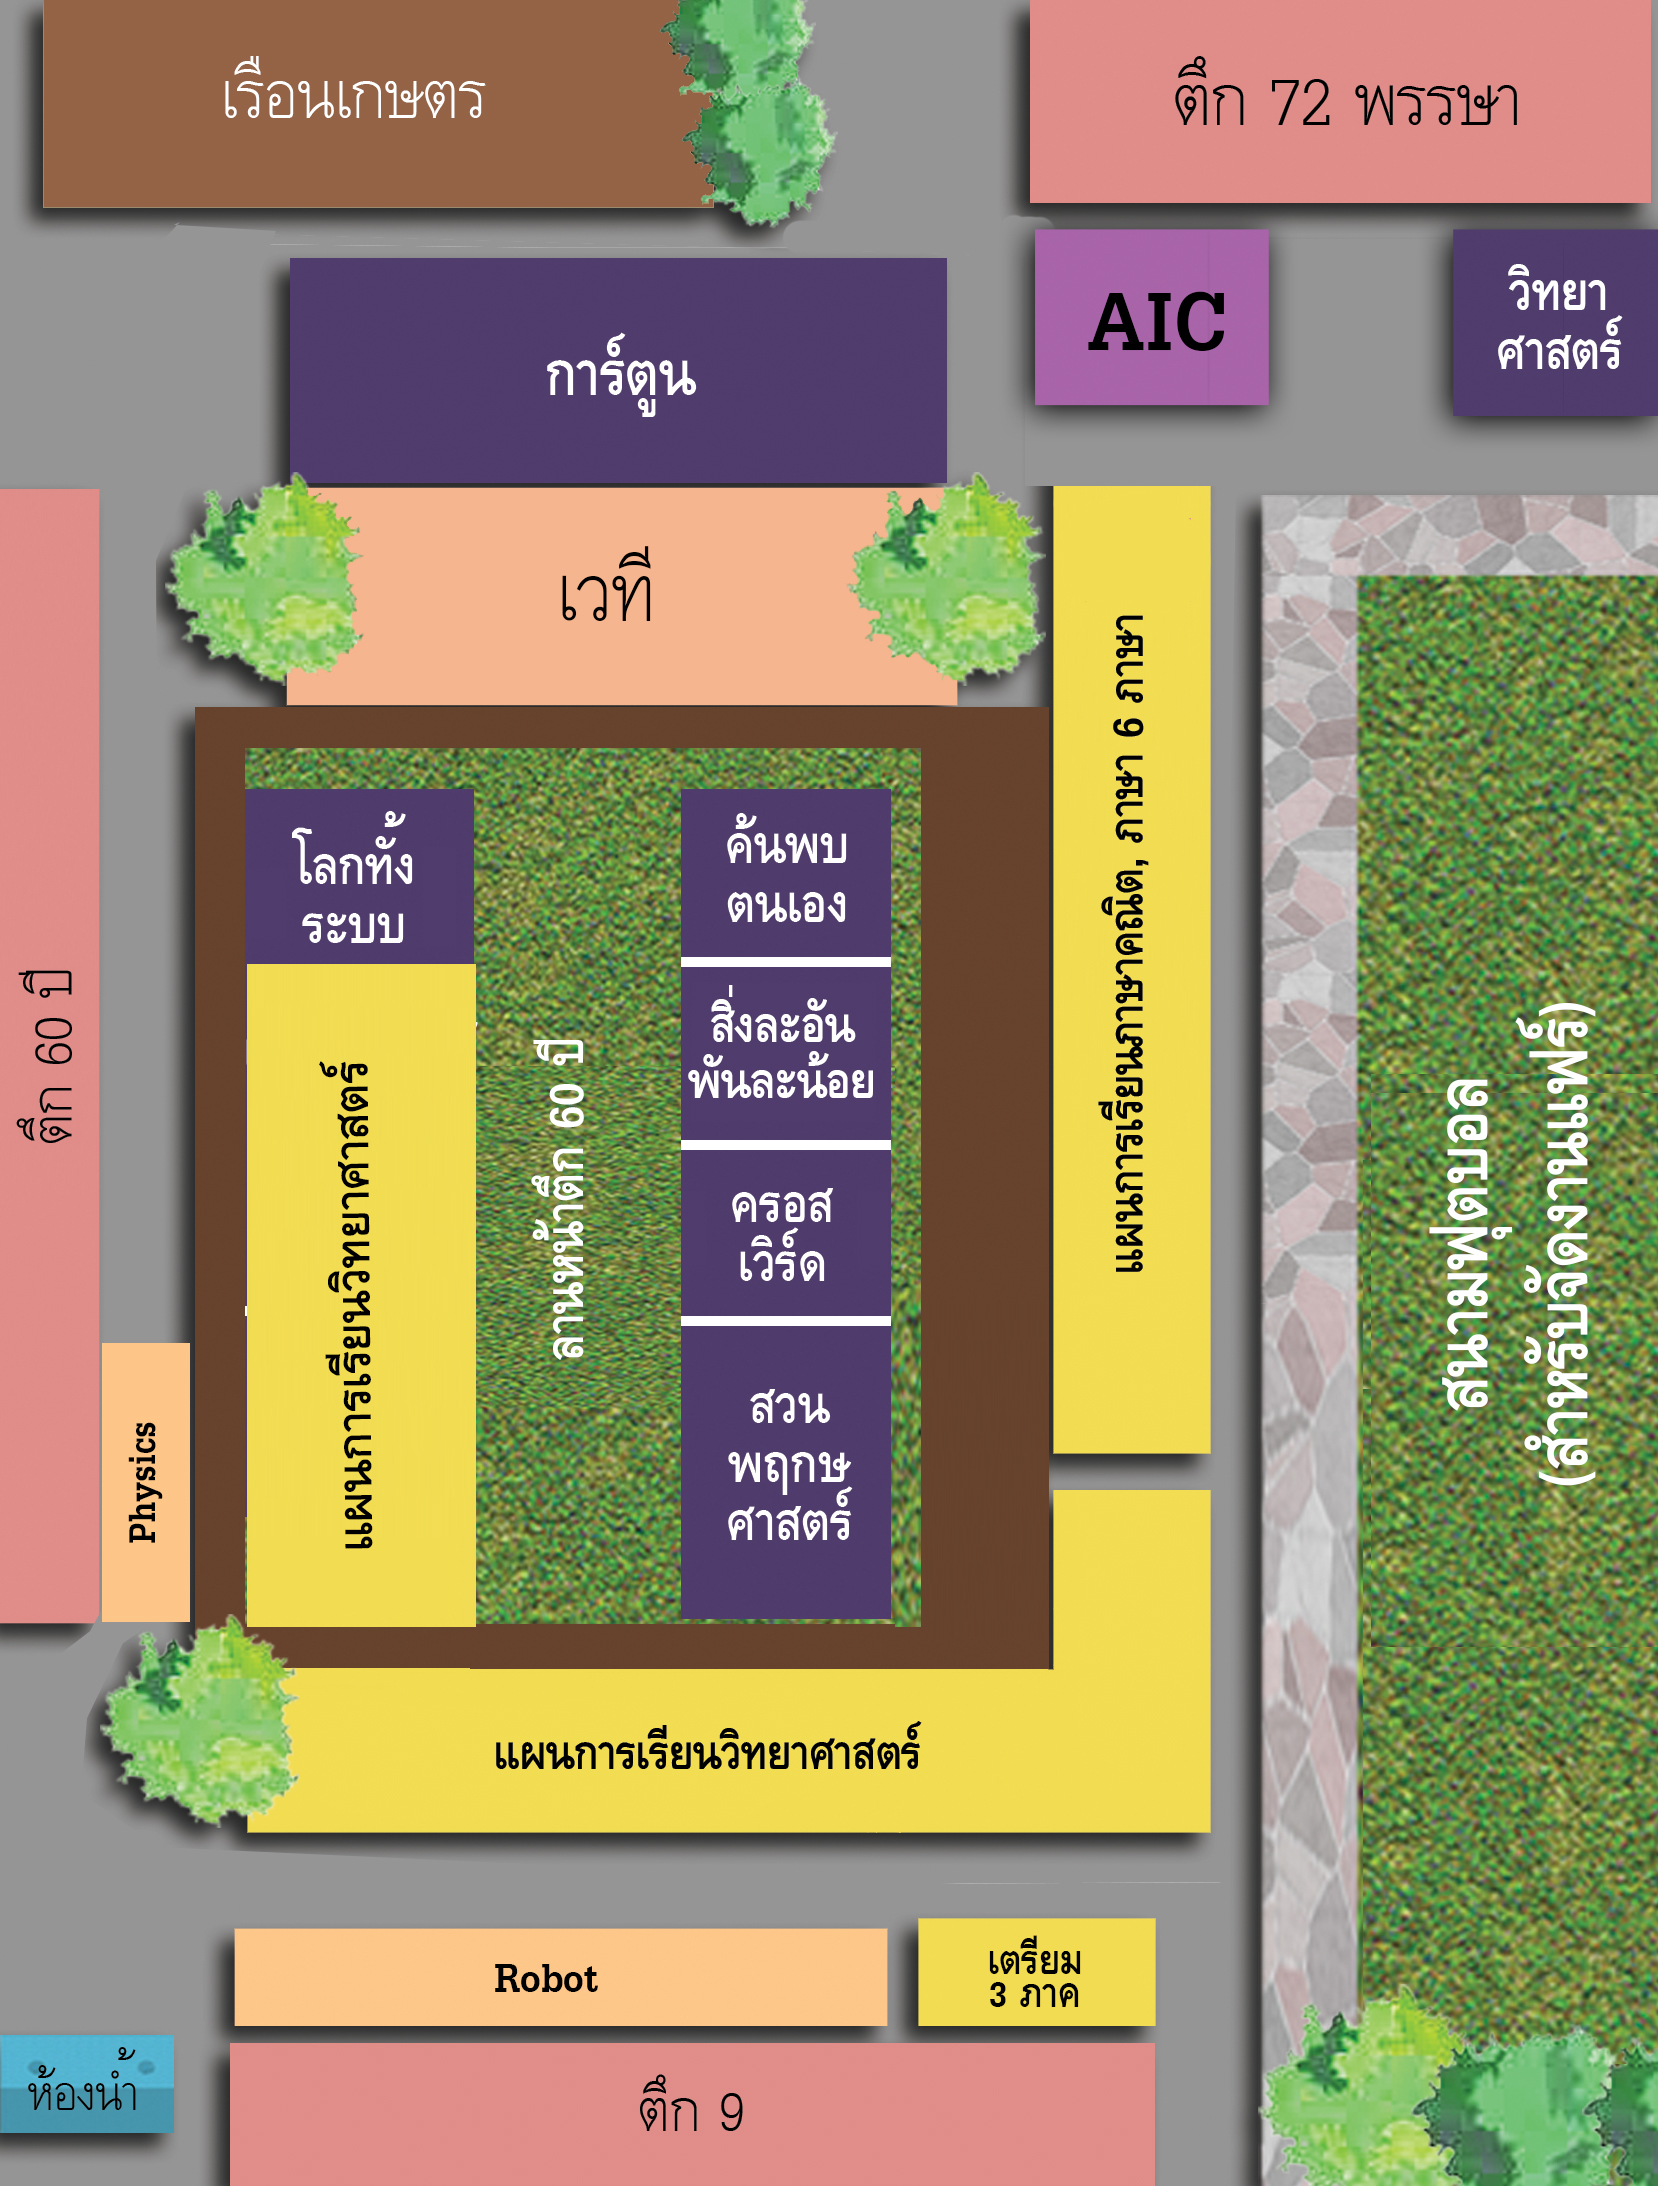 เรือนเกษตร
ตึก 72 พรรษา
การ์ตูน
AIC
วิทยา
ศาสตร์
เวที
แผนการเรียนภาษาคณิต, ภาษา 6 ภาษา
ตึก 60 ปี
โลกทั้ง
ระบบ
ค้นพบ
ตนเอง
สิ่งละอัน
พันละน้อย
ครอส
เวิร์ด
สวน
พฤกษ
ศาสตร์
ลานหน้าตึก 60 ปี
แผนการเรียนวิทยาศาสตร์
Physics
สนามฟุตบอล
(สำหรับจัดงานแฟร์)
แผนการเรียนวิทยาศาสตร์
Robot
เตรียม
3 ภาค
ห้องน้ำ
ตึก 9